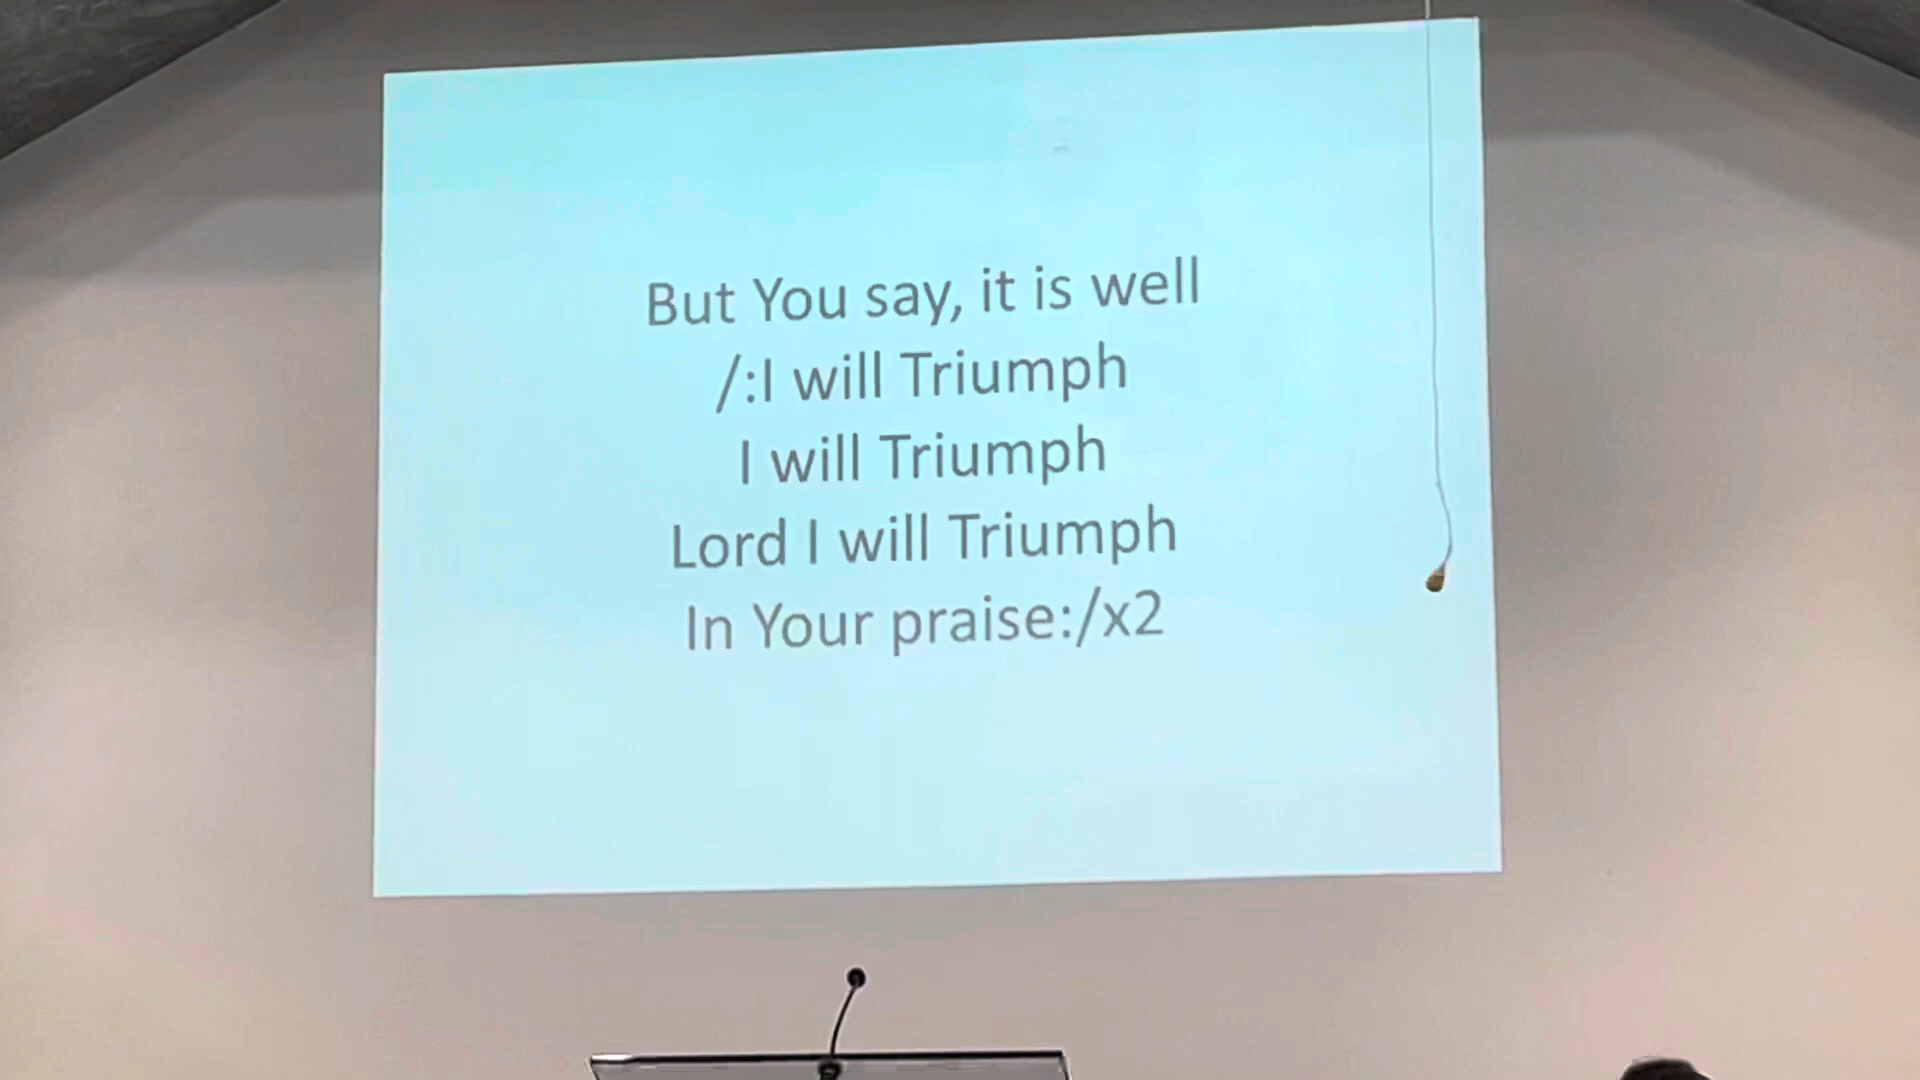 But You say, it is well
/:I will Triumph
I will Triumph
Lord I will Triumph
In Your praise:/x2